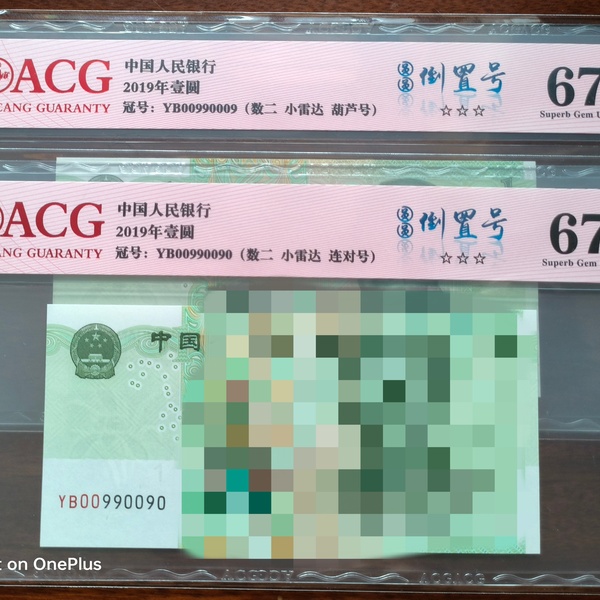 ACG
CANG GUARANTY
中国人民银行
2019年壹圆
冠号：YB00990009（数二 小雷达 葫芦号）
倒置号
☆☆☆
67
Superb Gem U
ACG
ANG GUARANTY
中国人民银行
2019年壹圆
冠号：YB00990090（数二 小雷达 连对号）
倒置号
☆☆☆
67
Superb Gem
中国
YB00990090
t on OnePlus